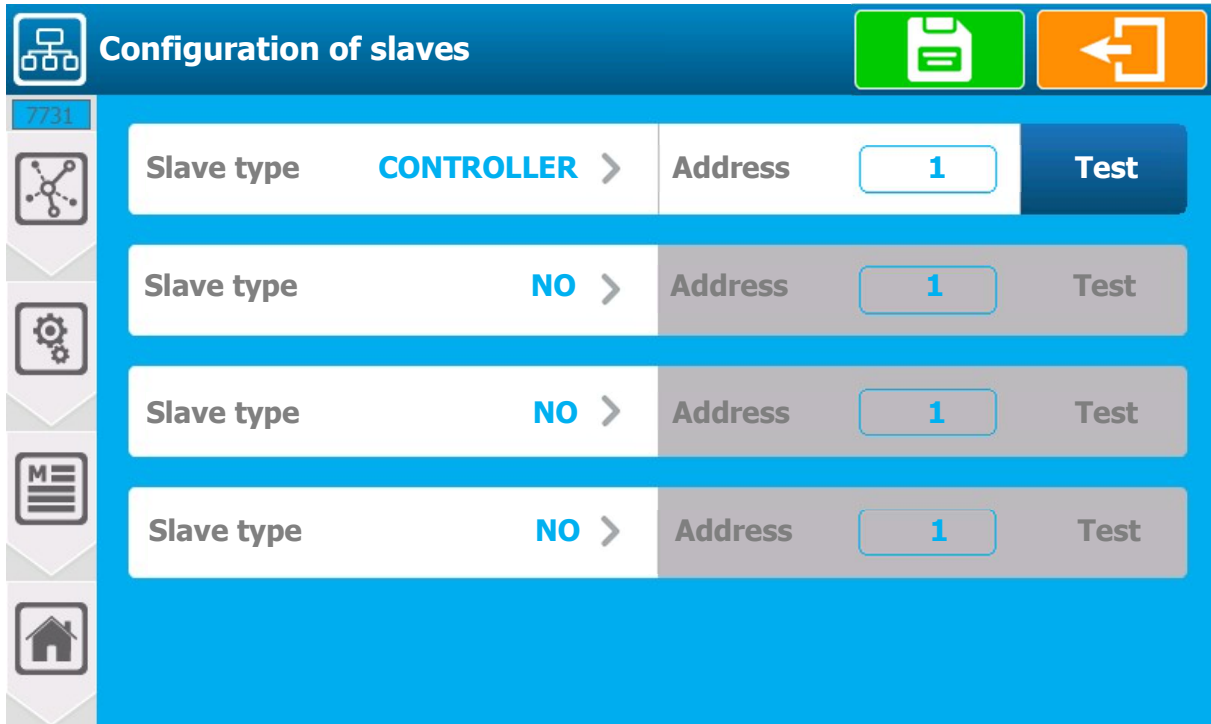 Configuration of slaves
7731
Slave type CONTROLLER Address 1 Test
Slave type NO Address 1 Test
Slave type NO Address 1 Test
M
Slave type NO Address 1 Test